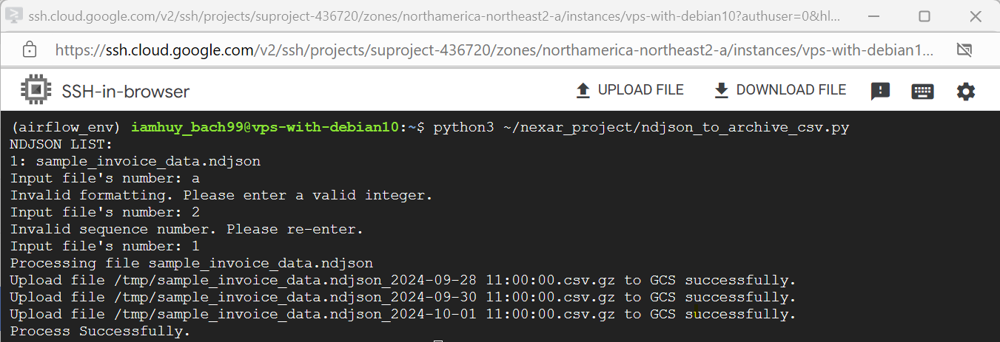 ssh.cloud.google.com/v2/ssh/projects/suproject-436720/zones/northamerica-northeast2-a/instances/vps-with-debian10?authuser=0&hl...
https://ssh.cloud.google.com/v2/ssh/projects/suproject-436720/zones/northamerica-northeast2-a/instances/vps-with-debian1...
SSH-in-browser UPLOAD FILE DOWNLOAD FILE
(airflow_env) iamhuy_bach99@vps-with-debian10:~$ python3 ~/nexar_project/ndjson_to_archive_csv.py
NDJSON LIST:
1: sample_invoice_data.ndjson
Input file's number: a
Invalid formatting. Please enter a valid integer.
Input file's number: 2
Invalid sequence number. Please re-enter.
Input file's number: 1
Processing file sample_invoice_data.ndjson
Upload file /tmp/sample_invoice_data.ndjson_2024-09-28 11:00:00.csv.gz to GCS successfully.
Upload file /tmp/sample_invoice_data.ndjson_2024-09-30 11:00:00.csv.gz to GCS successfully.
Upload file /tmp/sample_invoice_data.ndjson_2024-10-01 11:00:00.csv.gz to GCS successfully.
Process Successfully.